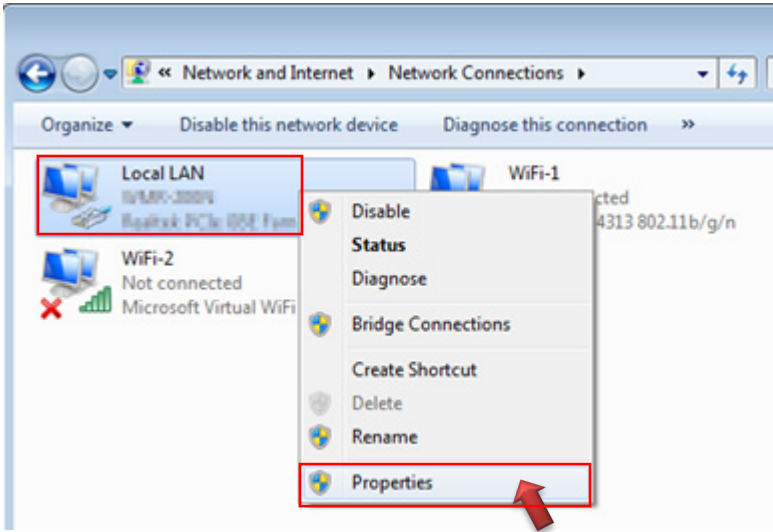 « Network and Internet ▸ Network Connections ▸
Organize ▾ Disable this network device Diagnose this connection »
Local LAN
WiFi-1
cted
4313 802.11b/g/n
WiFi-2
Not connected
Microsoft Virtual WiFi
Disable
Status
Diagnose
Bridge Connections
Create Shortcut
Delete
Rename
Properties